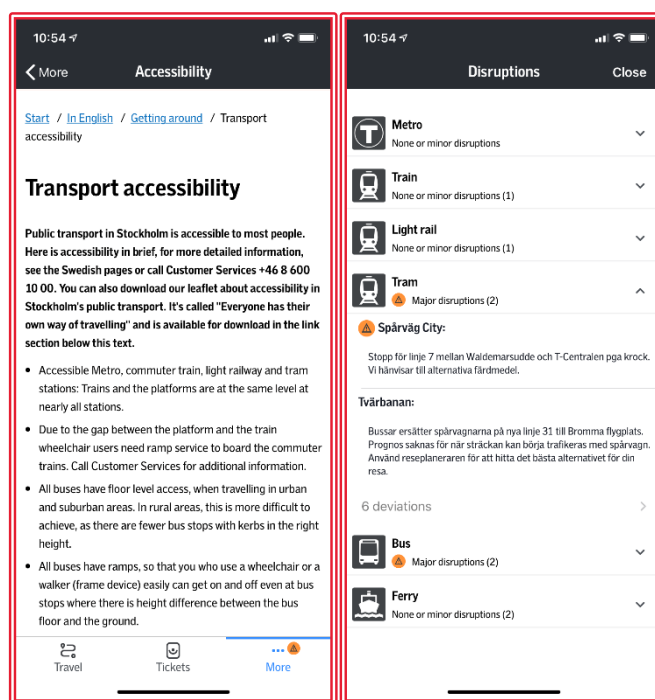 10:54
More
Accessibility
Start / In English / Getting around / Transport
accessibility
Transport accessibility
Public transport in Stockholm is accessible to most people.
Here is accessibility in brief, for more detailed information,
see the Swedish pages or call Customer Services +46 8 600
10 00. You can also download our leaflet about accessibility in
Stockholm's public transport. It's called "Everyone has their
own way of travelling" and is available for download in the link
section below this text.
• Accessible Metro, commuter train, light railway and tram
stations: Trains and the platforms are at the same level at
nearly all stations.
• Due to the gap between the platform and the train
wheelchair users need ramp service to board the commuter
trains. Call Customer Services for additional information.
• All buses have floor level access, when travelling in urban
and suburban areas. In rural areas, this is more difficult to
achieve, as there are fewer bus stops with kerbs in the right
height.
• All buses have ramps, so that you who use a wheelchair or a
walker (frame device) easily can get on and off even at bus
stops where there is height difference between the bus
floor and the ground.
Travel
Tickets
More
10:54
Disruptions
Close
T
Metro
None or minor disruptions
Train
None or minor disruptions (1)
Light rail
None or minor disruptions (1)
Tram
Major disruptions (2)
Spårväg City:
Stopp för linje 7 mellan Waldemarsudde och T-Centralen pga krock.
Vi hänvisar till alternativa färdmedel.
Tvärbanan:
Bussar ersätter spårvagnarna på nya linje 31 till Bromma flygplats.
Prognos saknas för när sträckan kan börja trafikeras med spårvagn.
Använd reseplaneraren för att hitta det bästa alternativet för din
resa.
6 deviations
Bus
Major disruptions (2)
Ferry
None or minor disruptions (2)